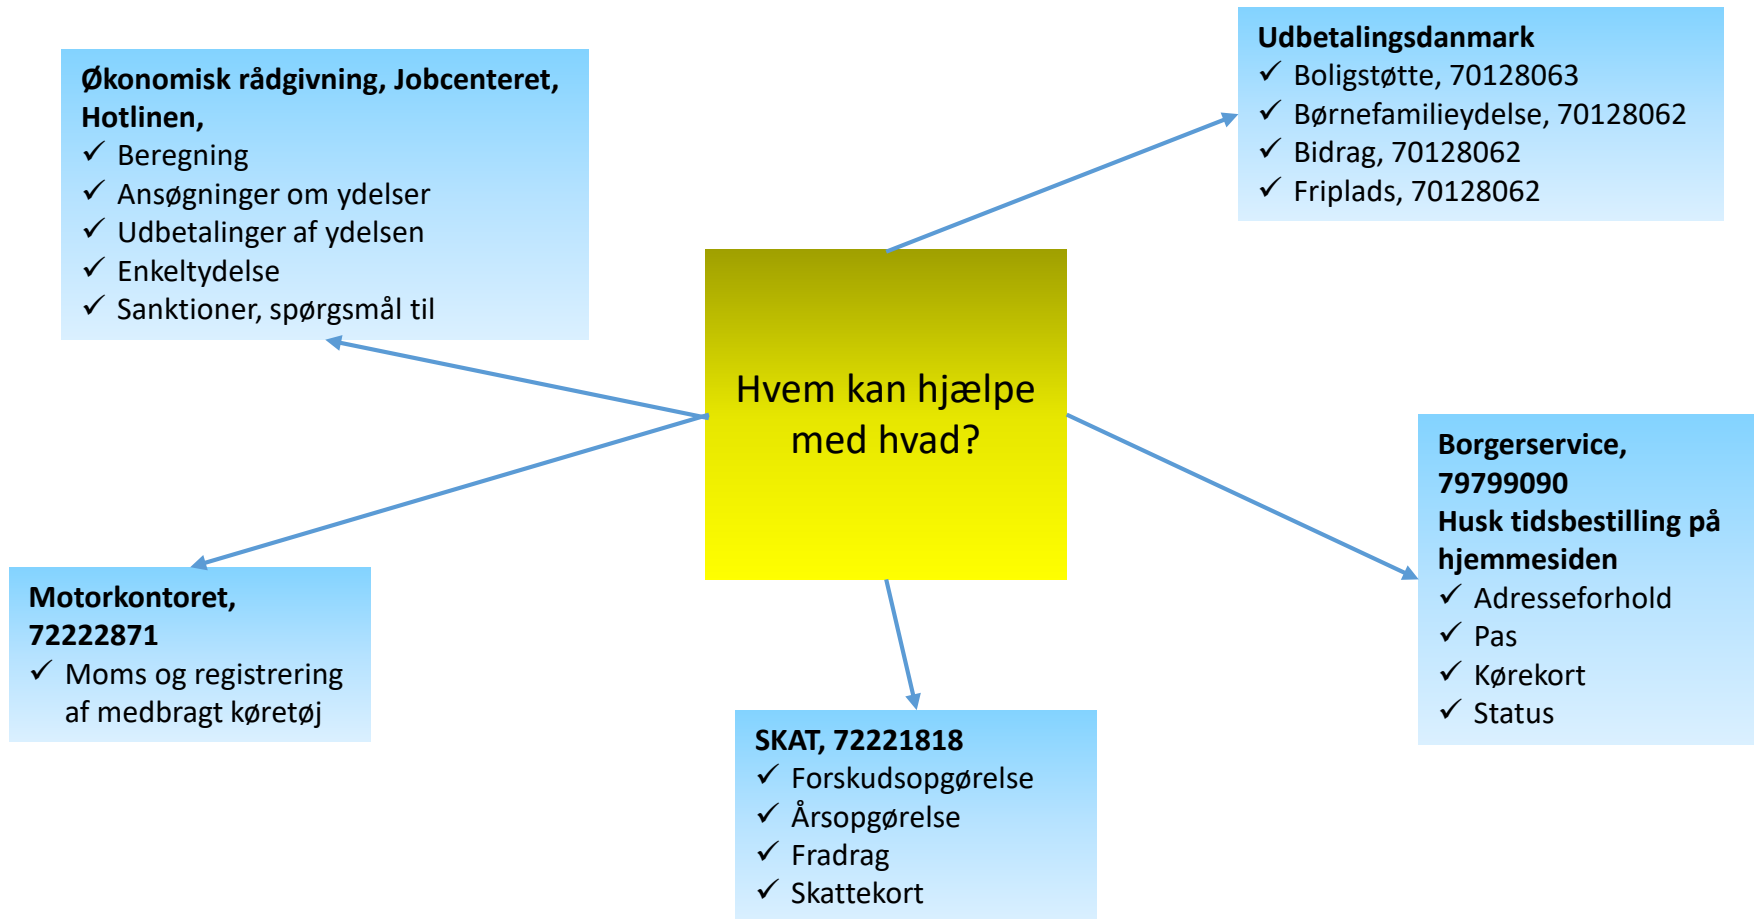 Økonomisk rådgivning, Jobcenteret,
Hotlinen,
✓ Beregning
✓ Ansøgninger om ydelser
✓ Udbetalinger af ydelsen
✓ Enkeltydelse
✓ Sanktioner, spørgsmål til
Udbetalingsdanmark
✓ Boligstøtte, 70128063
✓ Børnefamilieydelse, 70128062
✓ Bidrag, 70128062
✓ Friplads, 70128062
Hvem kan hjælpe
med hvad?
Borgerservice,
79799090
Husk tidsbestilling på
hjemmesiden
✓ Adresseforhold
✓ Pas
✓ Kørekort
✓ Status
Motorkontoret,
72222871
✓ Moms og registrering
af medbragt køretøj
SKAT, 72221818
✓ Forskudsopgørelse
✓ Årsopgørelse
✓ Fradrag
✓ Skattekort